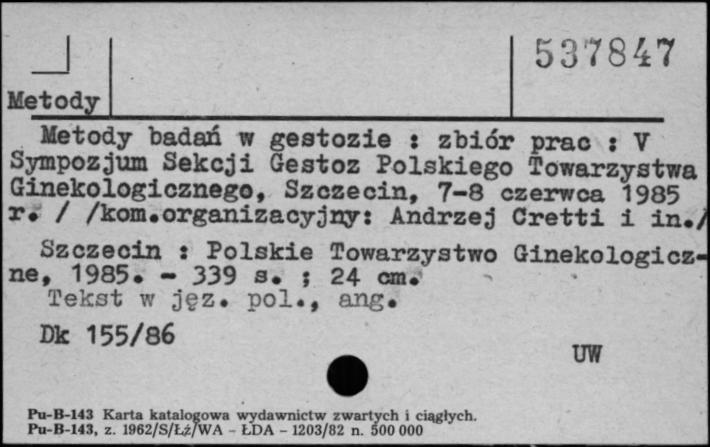 537847
Metody
Metody badań w gestozie : zbiór prac : V
Sympozjum Sekcji Gestoz Polskiego Towarzystwa
Ginekologicznego, Szczecin, 7-8 czerwca 1985
r. / /kom.organizacyjny: Andrzej Cretti i in./
Szczecin : Polskie Towarzystwo Ginekologicz-
ne, 1985. - 339 s. ; 24 cm.
Tekst w jęz. pol., ang.
Dk 155/86
UW
Pu-B-143 Karta katalogowa wydawnictw zwartych i ciągłych.
Pu-B-143, z. 1962/S/Łź/WA - ŁDA - 1203/82 n. 500 000